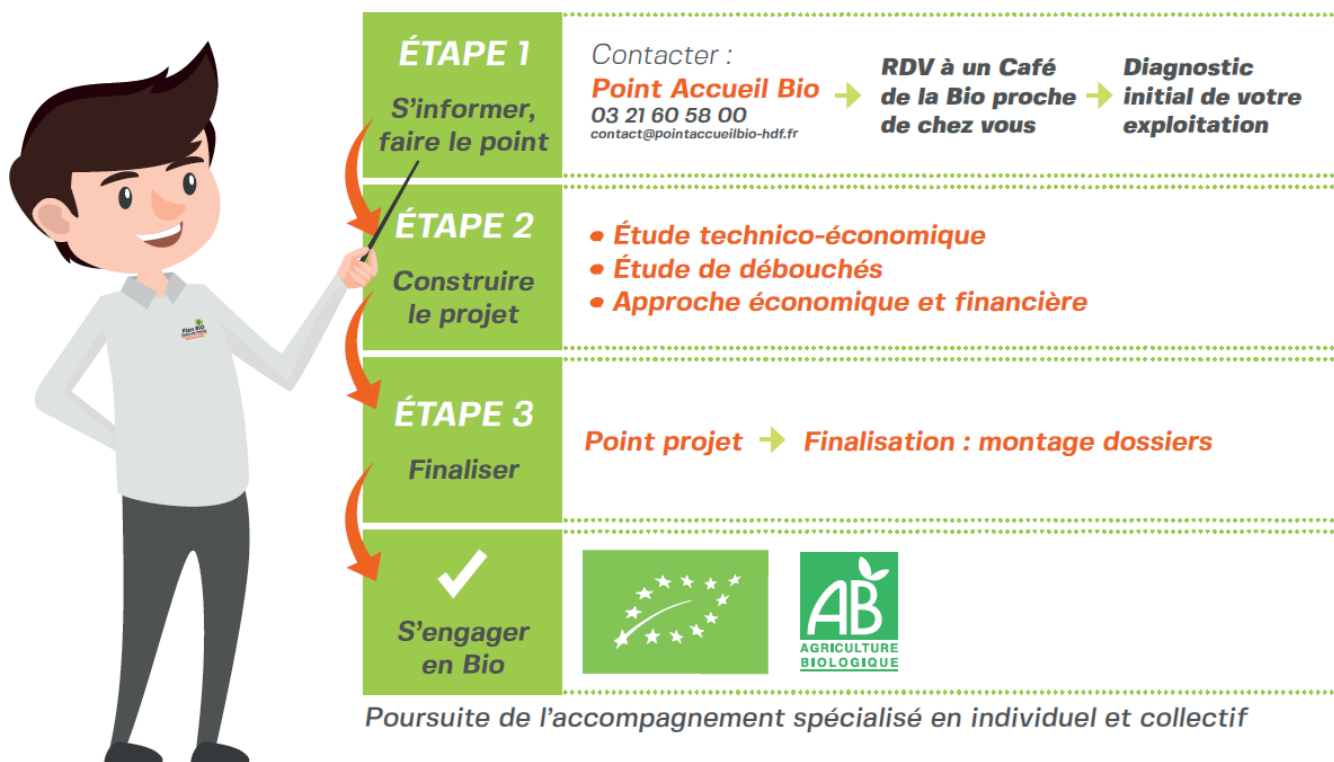 ÉTAPE 1
S'informer,
faire le point
Contacter :
Point Accueil Bio
03 21 60 58 00
contact@pointaccueilbio-hdf.fr
RDV à un Café
de la Bio proche
de chez vous
Diagnostic
initial de votre
exploitation
ÉTAPE 2
Construire
le projet
• Étude technico-économique
• Étude de débouchés
• Approche économique et financière
ÉTAPE 3
Finaliser
Point projet
Finalisation : montage dossiers
S'engager
en Bio
AB
AGRICULTURE
BIOLOGIQUE
Poursuite de l'accompagnement spécialisé en individuel et collectif
Plan BIO